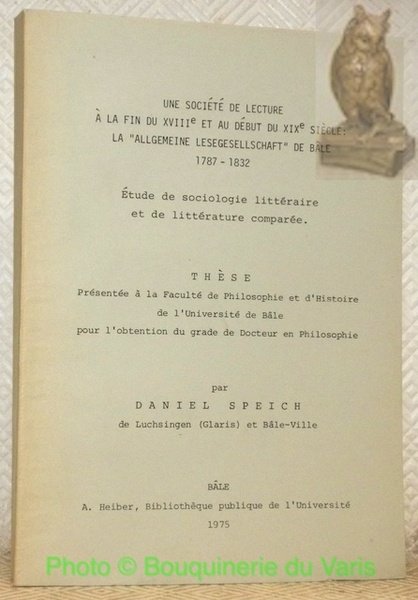 UNE SOCIÉTÉ DE LECTURE
À LA FIN DU XVIIIe ET AU DÉBUT DU XIXe SIÈCLE:
LA "ALLGEMEINE LESEGESELLSCHAFT" DE BÂLE
1787 - 1832
Étude de sociologie littéraire
et de littérature comparée.
THÈSE
Présentée à la Faculté de Philosophie et d'Histoire
de l'Université de Bâle
pour l'obtention du grade de Docteur en Philosophie
par
DANIEL SPEICH
de Luchsingen (Glaris) et Bâle-Ville
BÂLE
A. Heiber, Bibliothèque publique de l'Université
1975
Photo © Bouquinerie du Varis